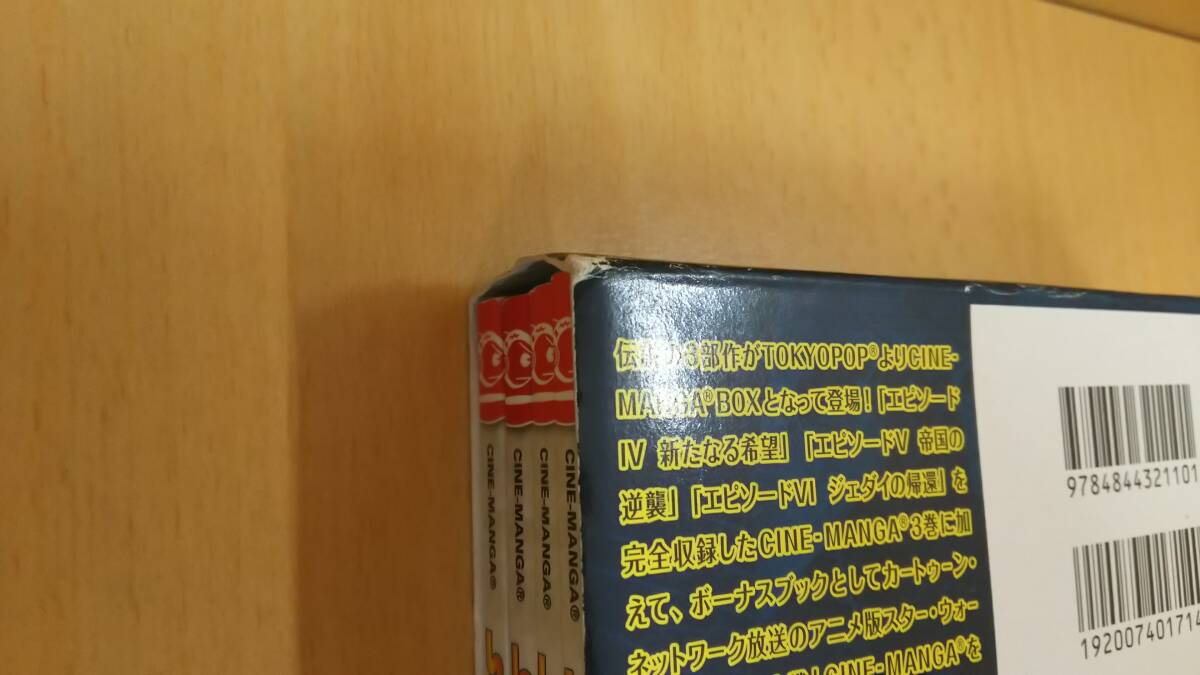 CINE-MANGA®
CINE-MANGA®
CINE-MANGA®
CINE-MANGA®
伝 の3部作がTOKYOPOP®よりCINE-
MANGA®BOXとなって登場!「エピソード
IV 新たなる希望」「エピソードV 帝国の
逆襲」「エピソードVI ジェダイの帰還」を
完全収録したCINE-MANGA®3巻に加
えて、ボーナスブックとしてカートゥーン・
ネットワーク放送のアニメ版スター・ウォー
CINE-MANGA®を
9784844321101
192007401714